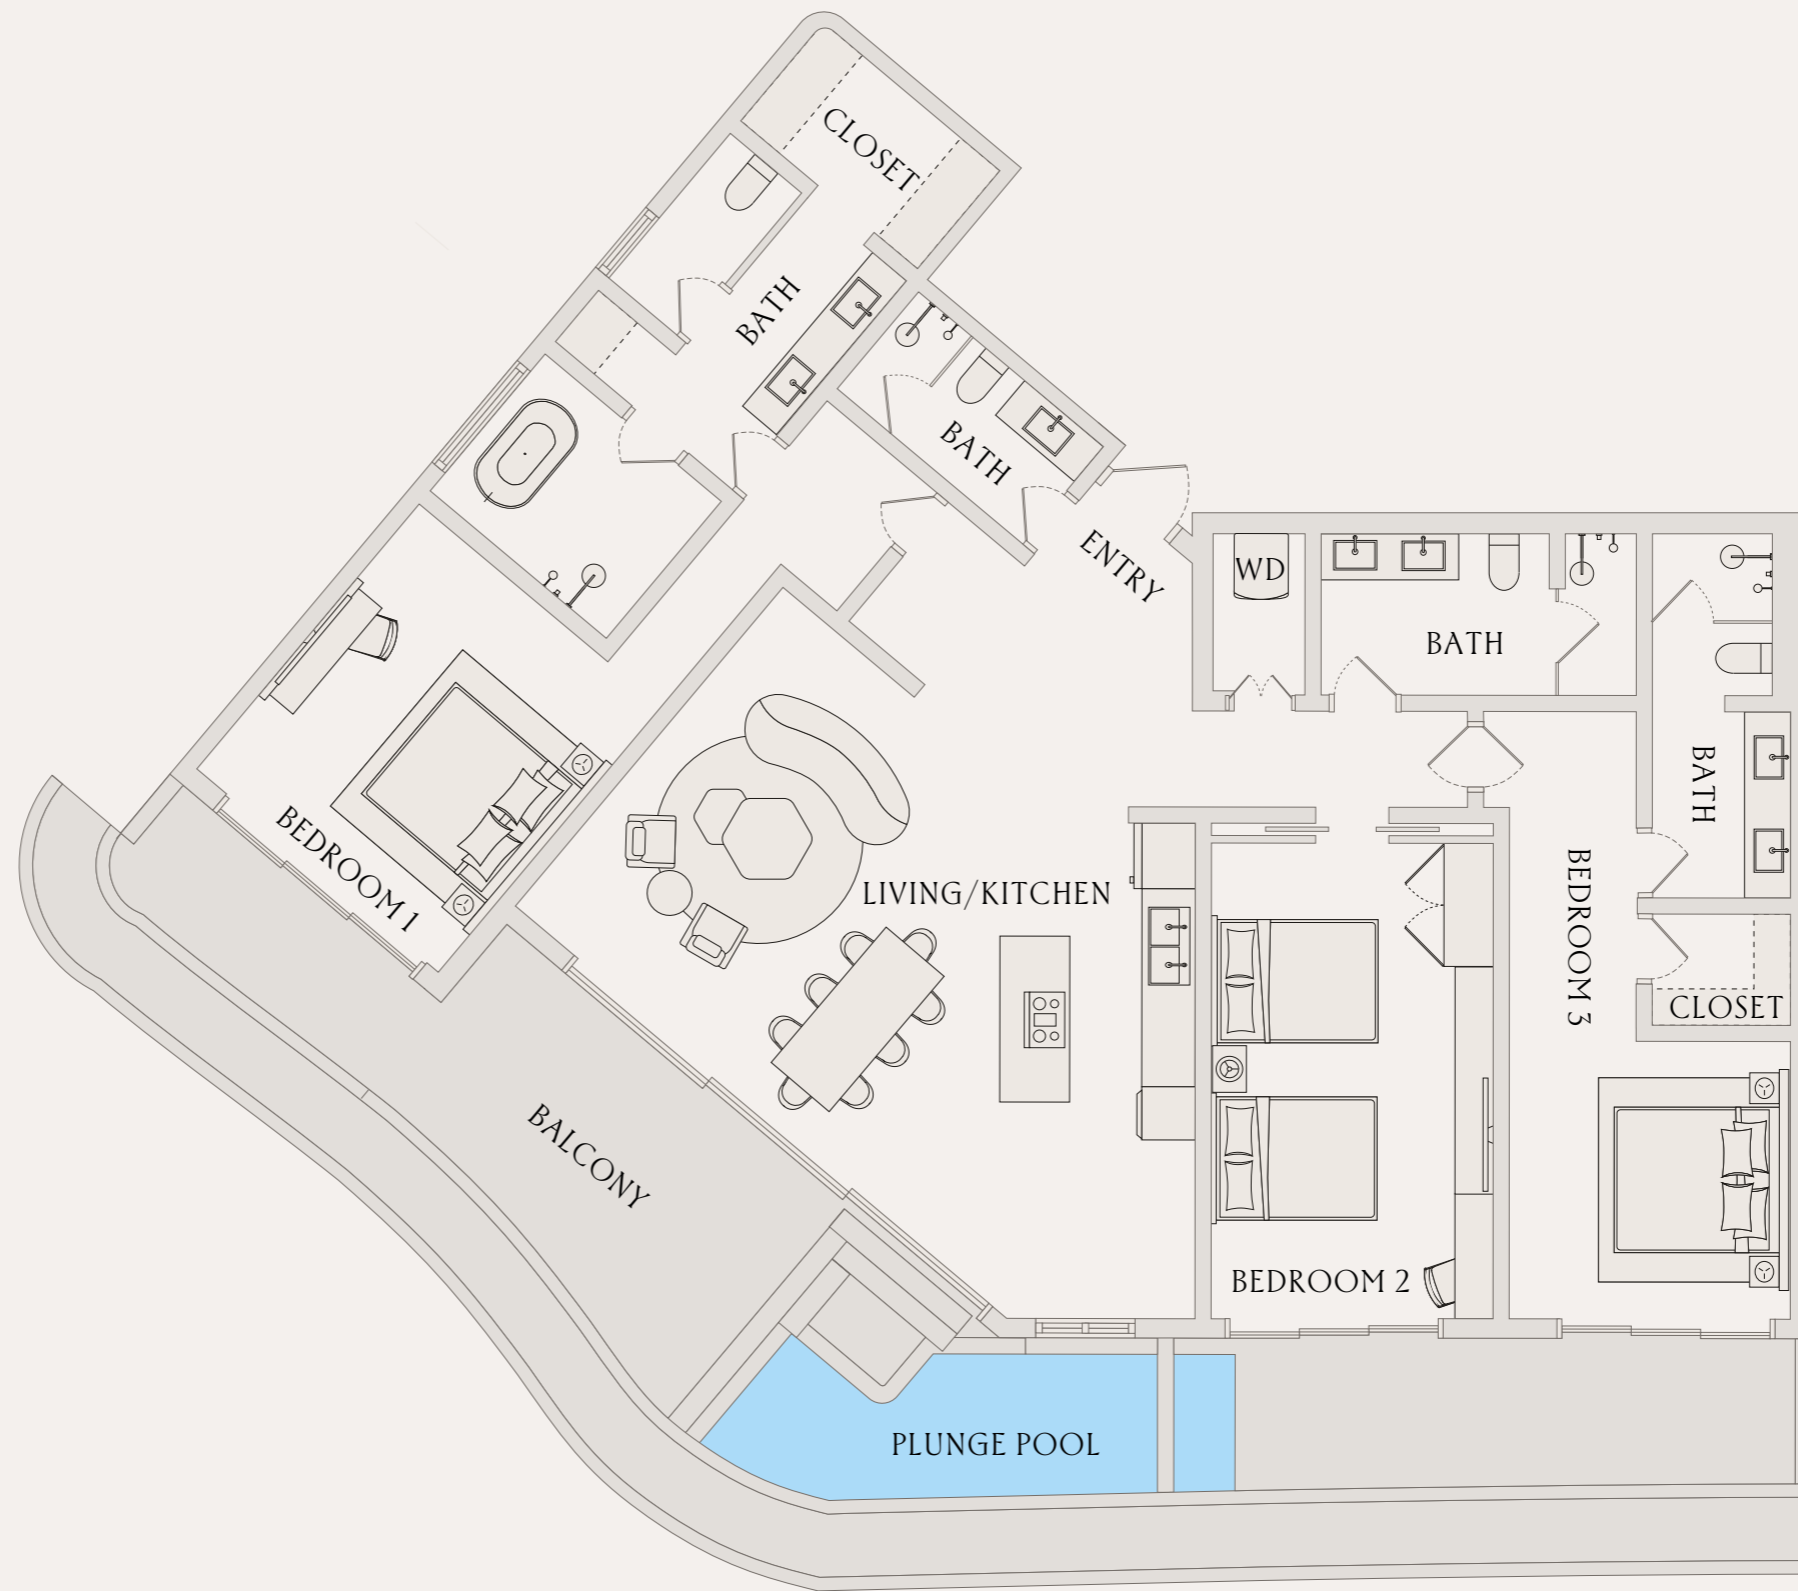 CLOSET
BATH
BATH
ENTRY
WD
BATH
BATH
BEDROOM 1
LIVING/KITCHEN
BEDROOM 3
CLOSET
BALCONY
BEDROOM 2
PLUNGE POOL